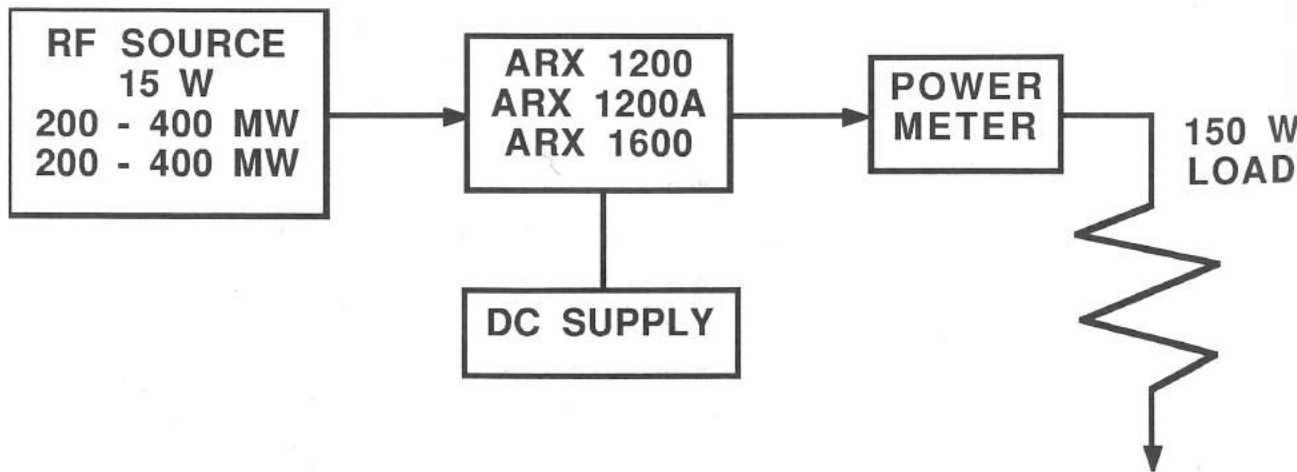 RF SOURCE
15 W
200 - 400 MW
200 - 400 MW
ARX 1200
ARX 1200A
ARX 1600
POWER
METER
150 W
LOAD
DC SUPPLY